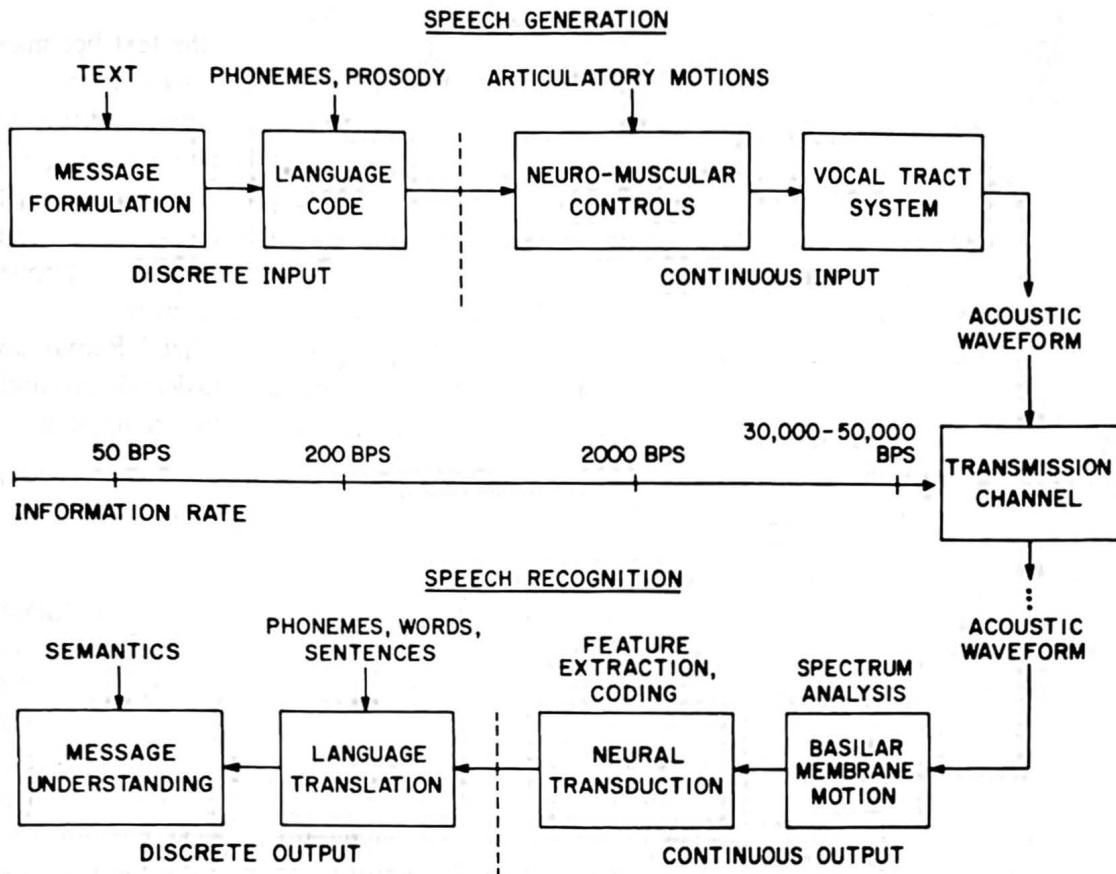 SPEECH GENERATION
the text becomes
TEXT
PHONEMES, PROSODY
ARTICULATORY MOTIONS
MESSAGE
FORMULATION
LANGUAGE
CODE
NEURO-MUSCULAR
CONTROLS
VOCAL TRACT
SYSTEM
DISCRETE INPUT
CONTINUOUS INPUT
ACOUSTIC
WAVEFORM
50 BPS
200 BPS
2000 BPS
30,000-50,000
BPS
INFORMATION RATE
TRANSMISSION
CHANNEL
SPEECH RECOGNITION
ACOUSTIC
WAVEFORM
SEMANTICS
PHONEMES, WORDS,
SENTENCES
FEATURE
EXTRACTION,
CODING
SPECTRUM
ANALYSIS
MESSAGE
UNDERSTANDING
LANGUAGE
TRANSLATION
NEURAL
TRANSDUCTION
BASILAR
MEMBRANE
MOTION
DISCRETE OUTPUT
CONTINUOUS OUTPUT